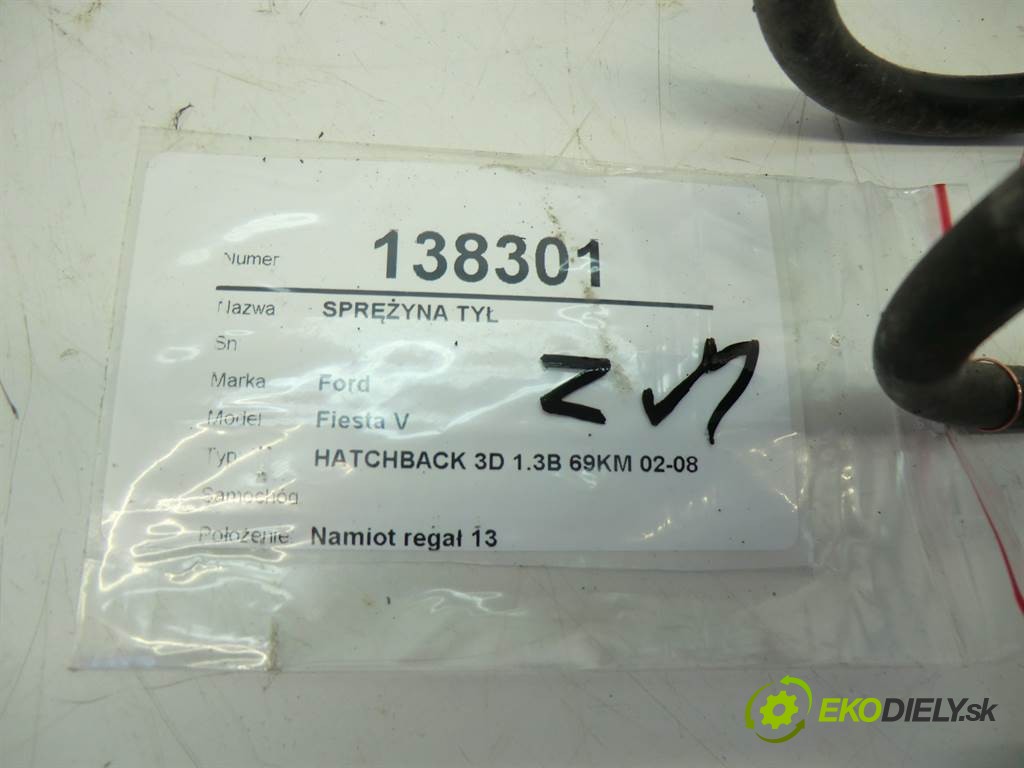 Numer 138301
Nazwa SPRĘŻYNA TYŁ
Sn
Marka Ford
Model Fiesta V
Typ HATCHBACK 3D 1.3B 69KM 02-08
Samochód
Położenie Namiot regał 13
EKODIELY.sk